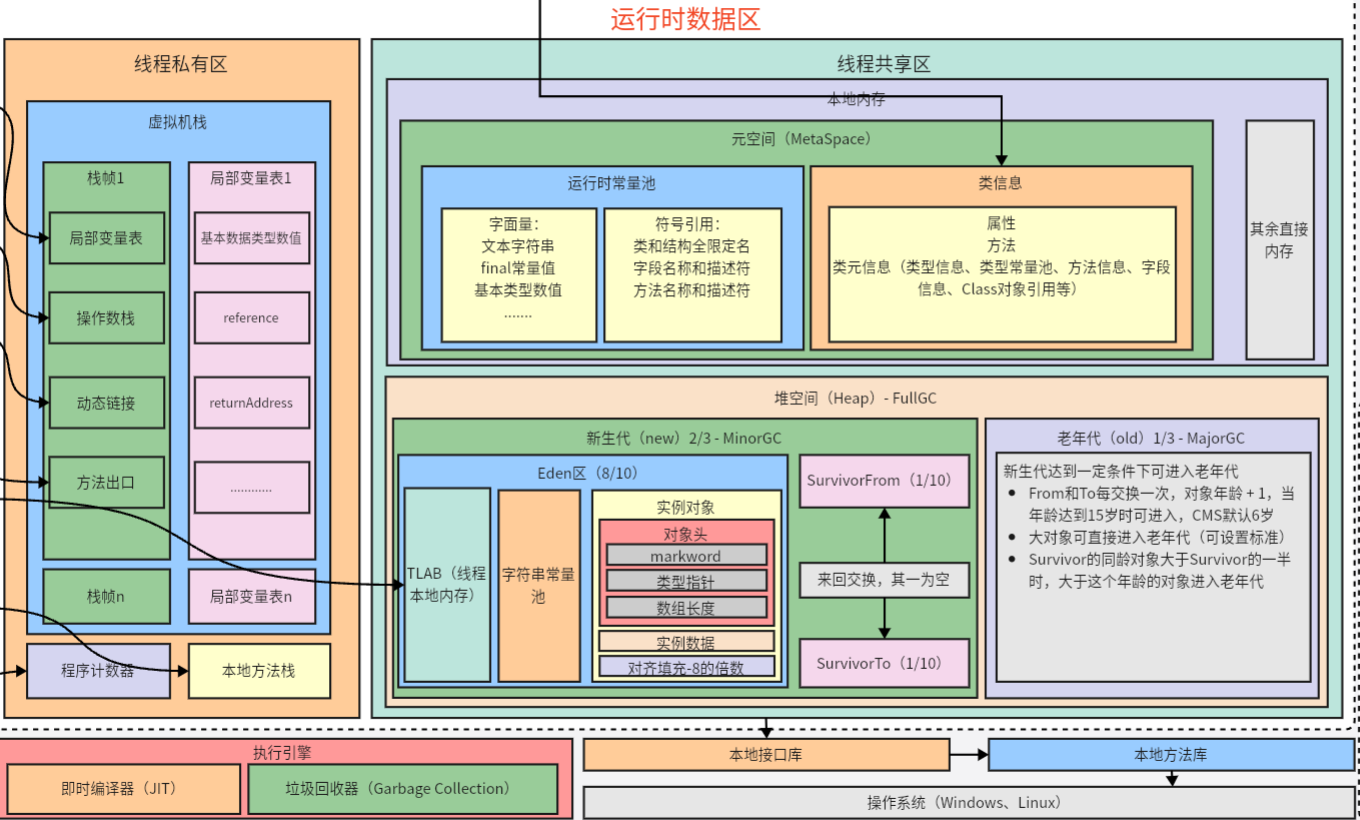 运行时数据区
线程私有区
虚拟机栈
栈帧1
局部变量表
操作数栈
动态链接
方法出口
栈帧n
局部变量表1
基本数据类型数值
reference
returnAddress
............
局部变量表n
程序计数器
本地方法栈
线程共享区
本地内存
元空间（MetaSpace）
运行时常量池
字面量：
文本字符串
final常量值
基本类型数值
.......
符号引用：
类和结构全限定名
字段名称和描述符
方法名称和描述符
类信息
属性
方法
类元信息（类型信息、类型常量池、方法信息、字段
信息、Class对象引用等）
其余直接
内存
堆空间（Heap）- FullGC
新生代（new）2/3 - MinorGC
Eden区（8/10）
TLAB（线程
本地内存）
字符串常量
池
实例对象
对象头
markword
类型指针
数组长度
实例数据
对齐填充-8的倍数
SurvivorFrom（1/10）
来回交换，其一为空
SurvivorTo（1/10）
老年代（old）1/3 - MajorGC
新生代达到一定条件下可进入老年代
● From和To每交换一次，对象年龄 + 1，当
年龄达到15岁时可进入，CMS默认6岁
● 大对象可直接进入老年代（可设置标准）
● Survivor的同龄对象大于Survivor的一半
时，大于这个年龄的对象进入老年代
执行引擎
即时编译器（JIT）
垃圾回收器（Garbage Collection）
本地接口库
本地方法库
操作系统（Windows、Linux）